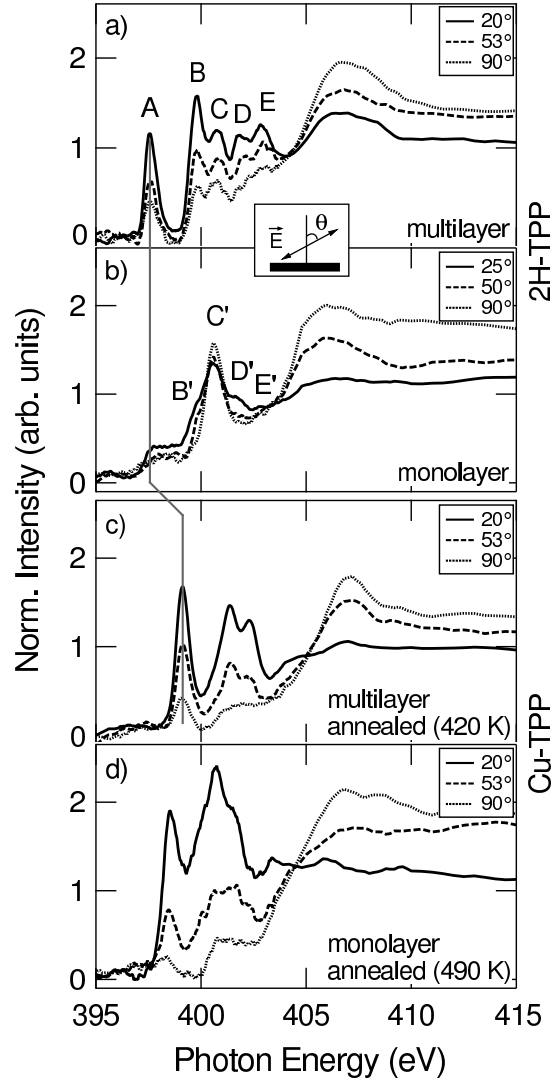 a)
20°
53°
90°
A
B
C
D
E
2
1
0
E
θ
multilayer
2H-TPP
b)
25°
50°
90°
C'
B'
D'
E'
2
1
0
monolayer
Norm. Intensity (arb. units)
c)
20°
53°
90°
2
1
0
multilayer
annealed (420 K)
Cu-TPP
d)
20°
53°
90°
2
1
0
monolayer
annealed (490 K)
395 400 405 410 415
Photon Energy (eV)